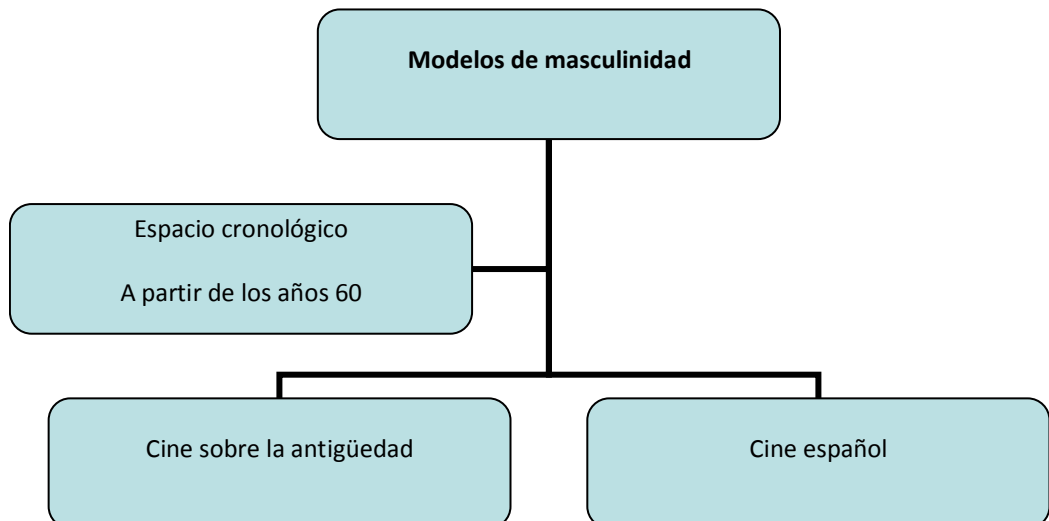 Modelos de masculinidad
Espacio cronológico
A partir de los años 60
Cine sobre la antigüedad
Cine español